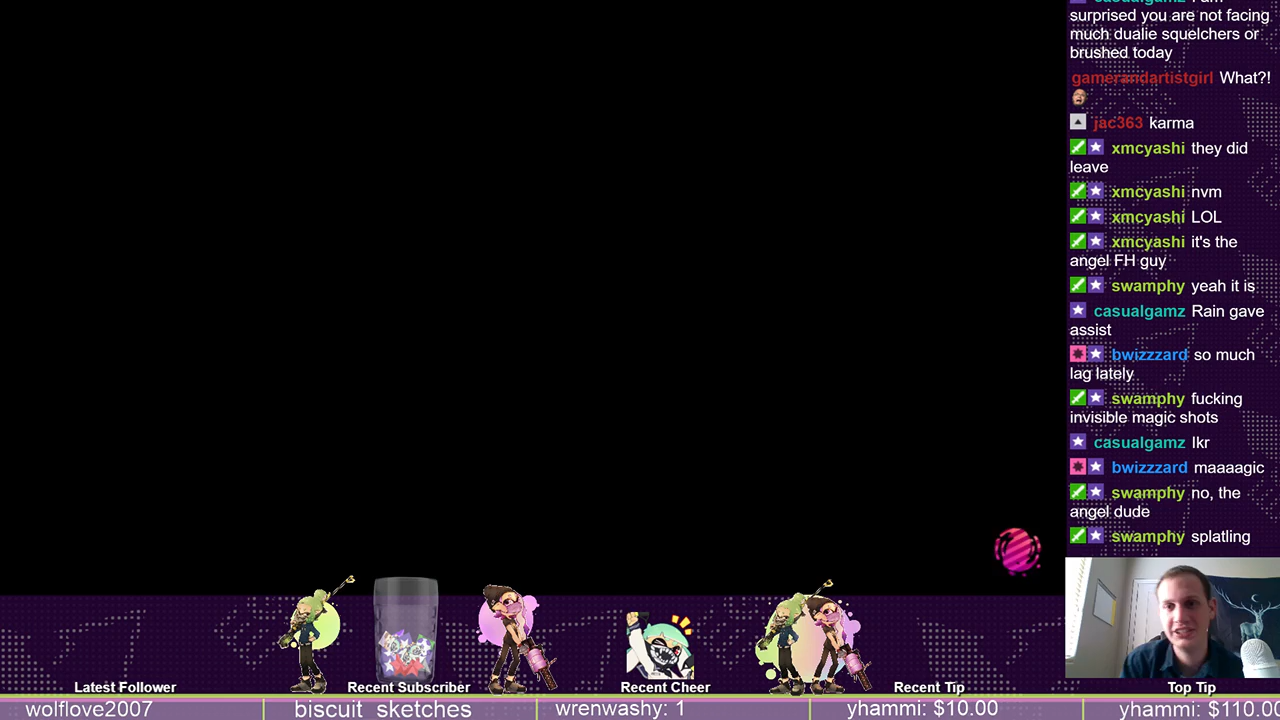 surprised you are not facing
much dualie squelchers or
brushed today
gamerandartistgirl What?!
jac363 karma
xmcyashi they did
leave
xmcyashi nvm
xmcyashi LOL
xmcyashi it's the
angel FH guy
swamphy yeah it is
casualgamz Rain gave
assist
bwizzzard so much
lag lately
swamphy fucking
invisible magic shots
casualgamz Ikr
bwizzzard maaaagic
swamphy no, the
angel dude
swamphy splatling
Latest Follower
Recent Subscriber
Recent Cheer
Recent Tip
Top Tip
wolflove2007
biscuit_sketches
wrenwashy: 1
yhammi: $10.00
yhammi: $110.00